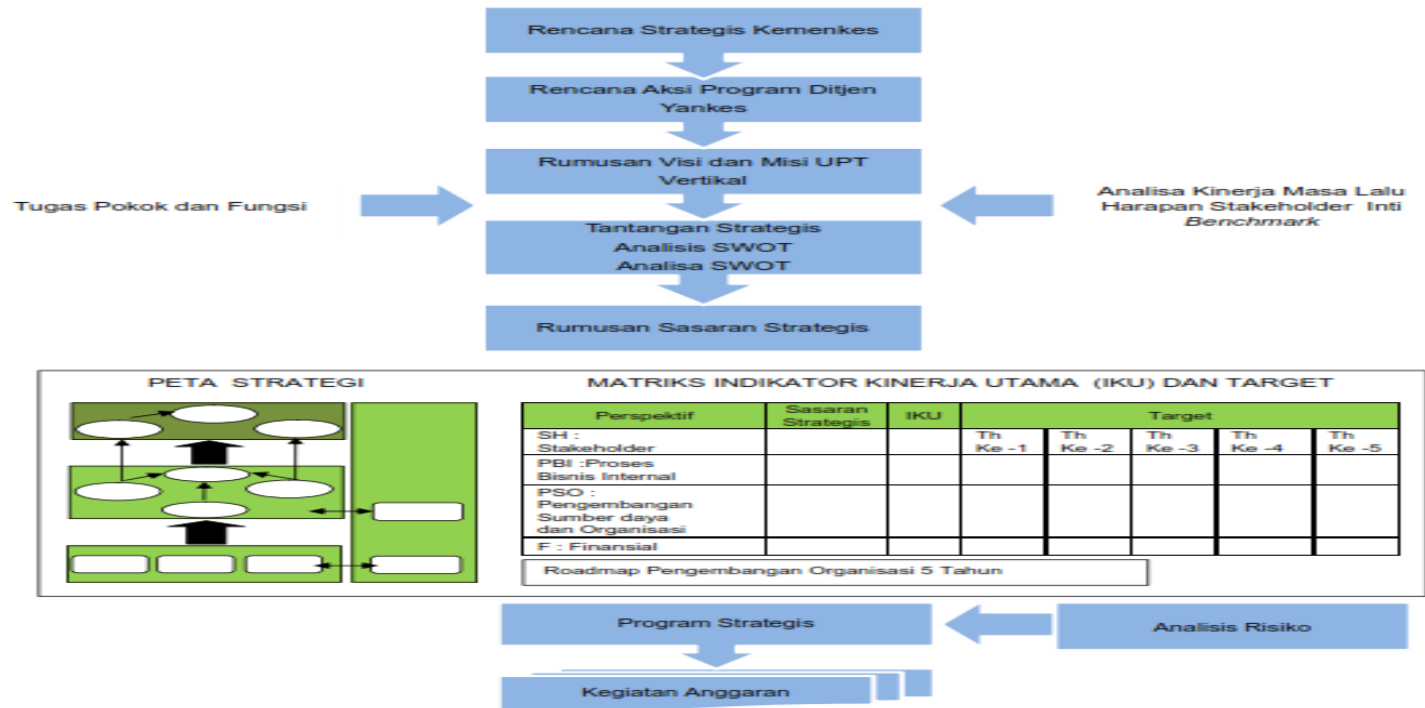 Rencana Strategis Kemenkes
Rencana Aksi Program Ditjen
Yankes
Rumusan Visi dan Misi UPT
Vertikal
Tugas Pokok dan Fungsi
Analisa Kinerja Masa Lalu
Harapan Stakeholder Inti
Benchmark
Tantangan Strategis
Analisis SWOT
Analisa SWOT
Rumusan Sasaran Strategis
PETA STRATEGI
MATRIKS INDIKATOR KINERJA UTAMA (IKU) DAN TARGET
Perspektif
Sasaran
Strategis
IKU
Target
SH :
Stakeholder
Th
Ke -1
Th
Ke -2
Th
Ke -3
Th
Ke -4
Th
Ke -5
PBI :Proses
Bisnis Internal
PSO :
Pengembangan
Sumber daya
dan Organisasi
F : Finansial
Roadmap Pengembangan Organisasi 5 Tahun
Program Strategis
Analisis Risiko
Kegiatan Anggaran